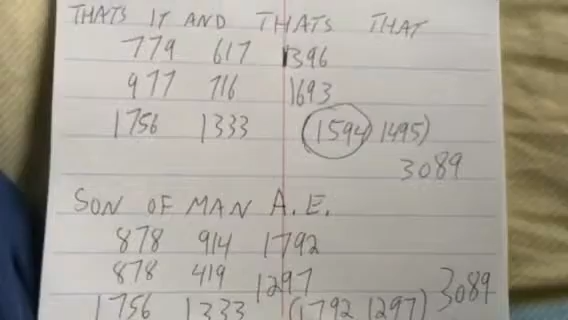 THATS IT AND THATS THAT
779 617 1396
977 716 1693
1756 1333 (1594 1495)
3089
SON OF MAN A.E.
878 914 1792
878 419 1297 3089
1756 1333 (1792 1297)